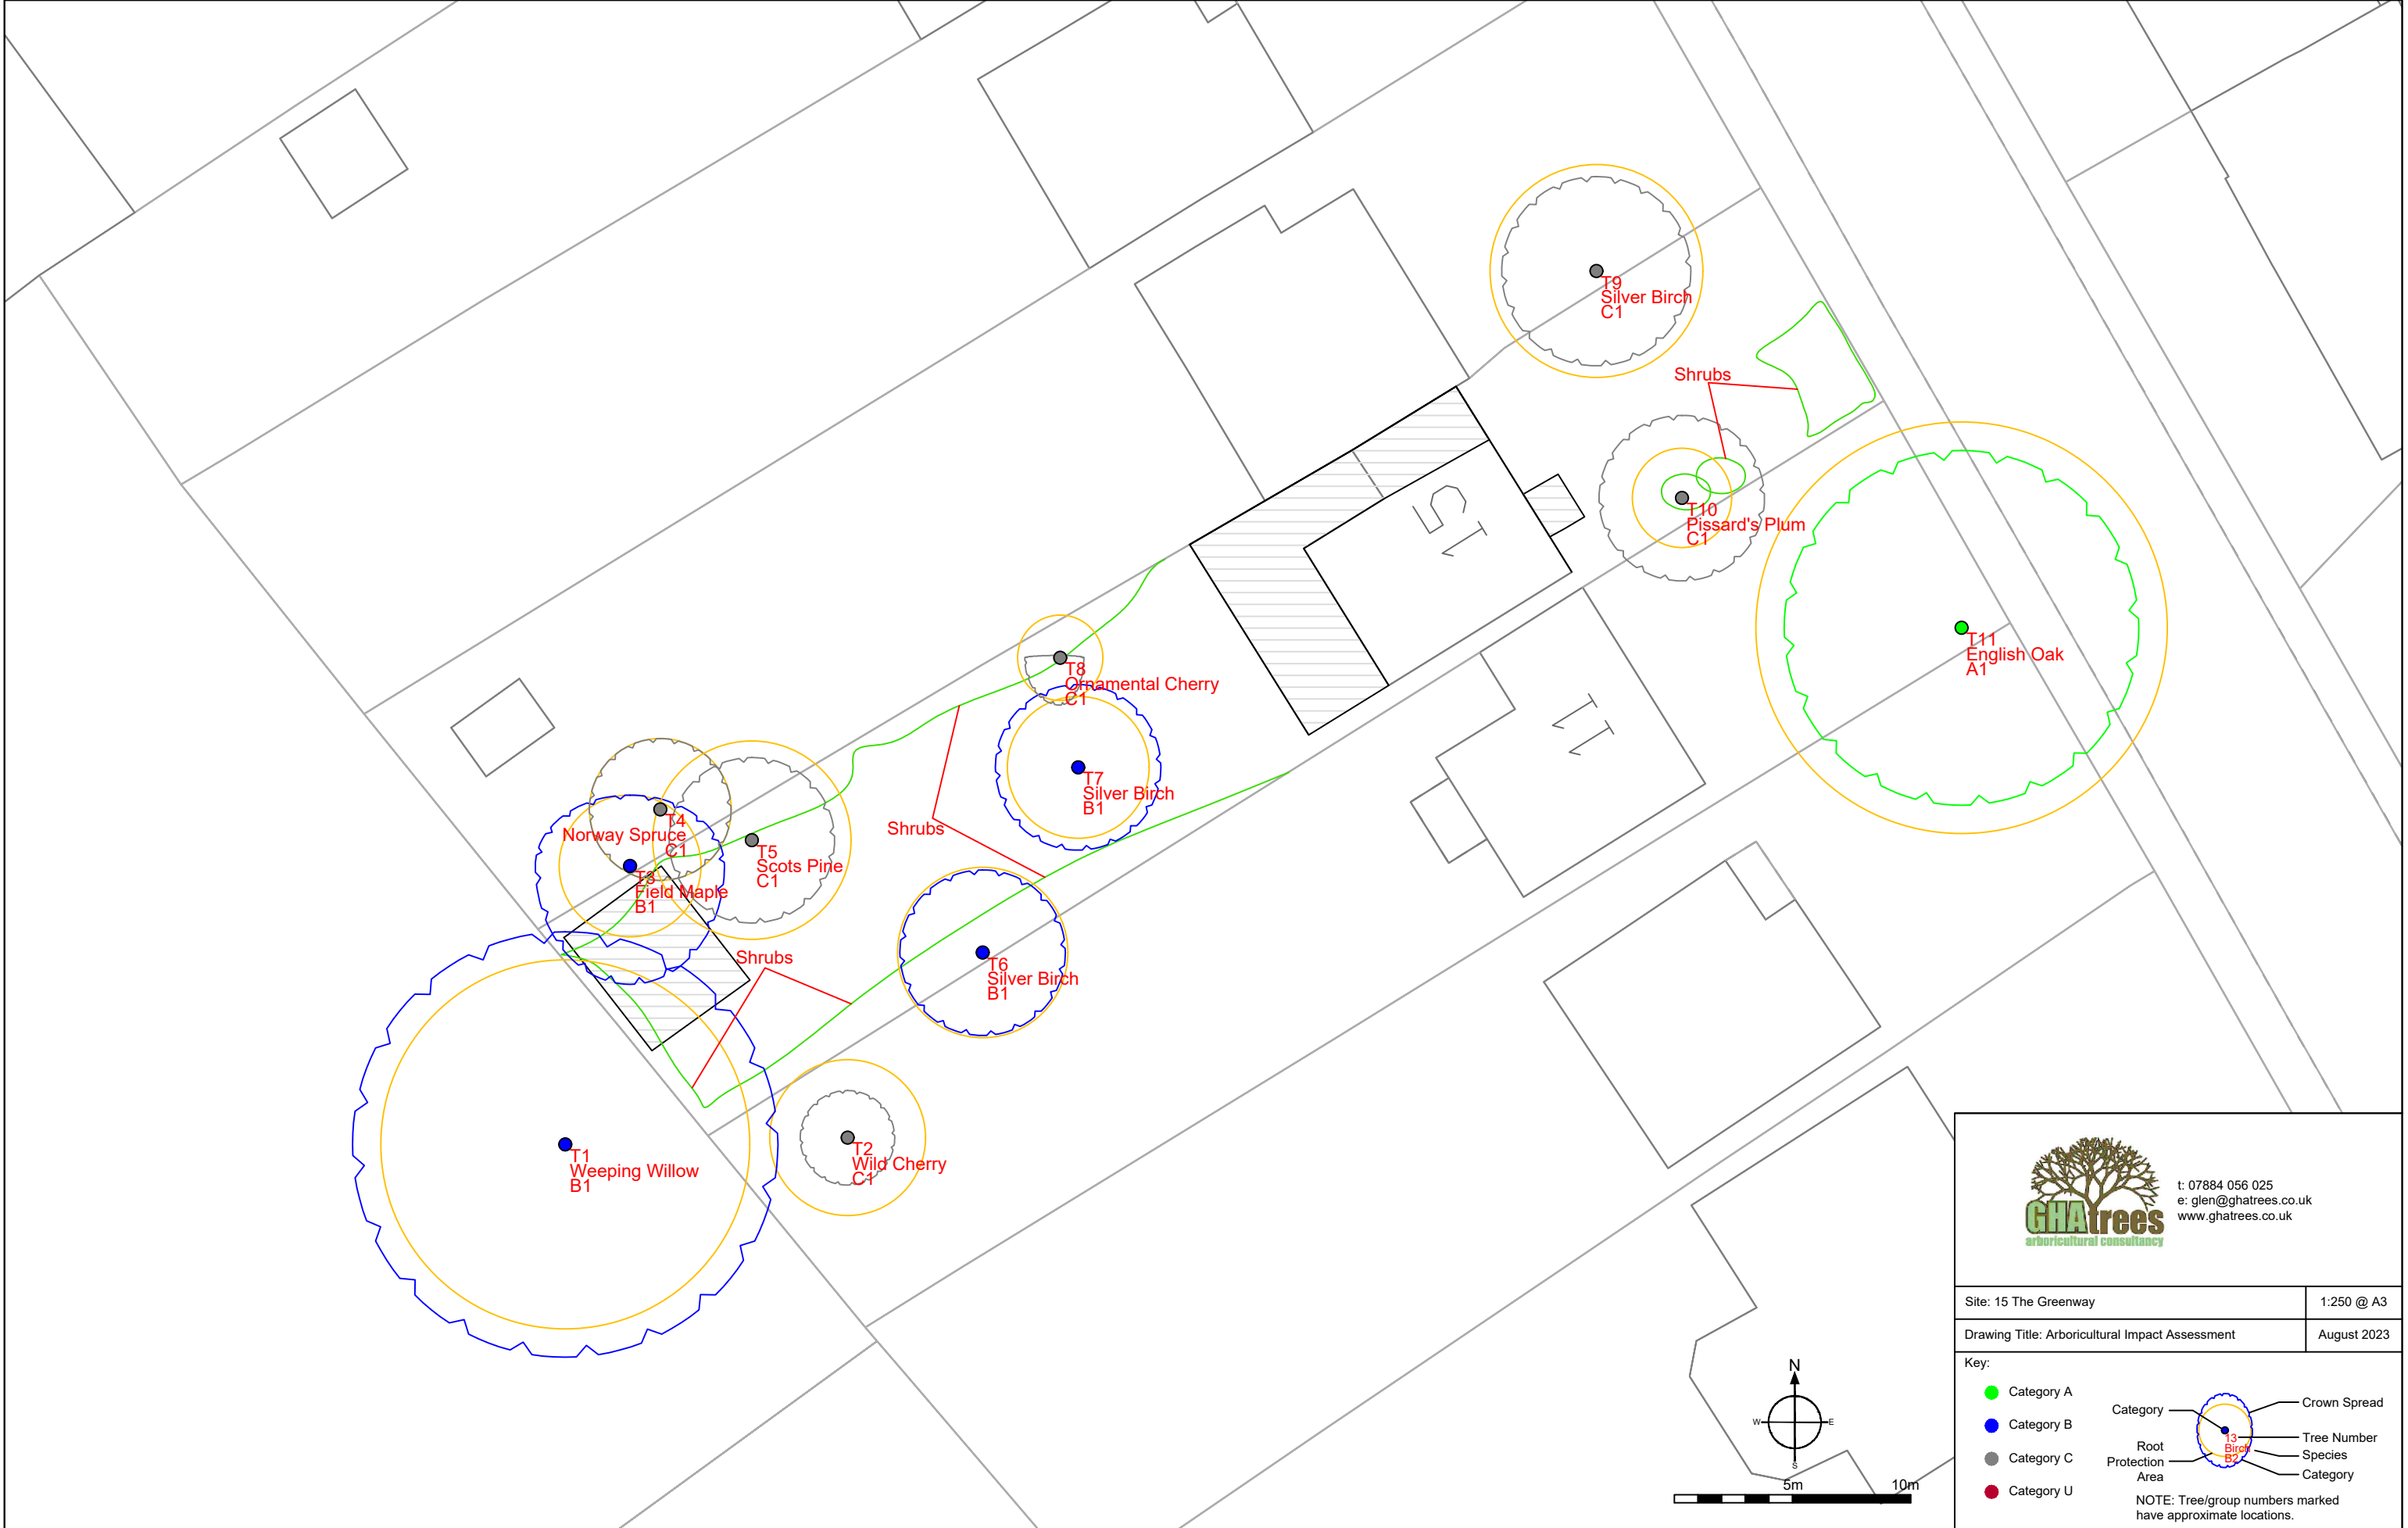 T9
Silver Birch
C1
Shrubs
15
T10
Pissard's Plum
C1
T11
English Oak
A1
T8
Ornamental Cherry
C1
11
T7
Silver Birch
B1
Shrubs
T4
Norway Spruce
C1
T5
Scots Pine
C1
T3
Field Maple
B1
Shrubs
T6
Silver Birch
B1
T2
Wild Cherry
C1
T1
Weeping Willow
B1
GHAtrees
arboricultural consultancy
t: 07884 056 025
e: glen@ghatrees.co.uk
www.ghatrees.co.uk
Site: 15 The Greenway
1:250 @ A3
Drawing Title: Arboricultural Impact Assessment
August 2023
Key:
Category A
Category B
Category C
Category U
Category
Root
Protection
Area
13
Birch
B2
Crown Spread
Tree Number
Species
Category
NOTE: Tree/group numbers marked
have approximate locations.
N
W
E
S
5m
10m